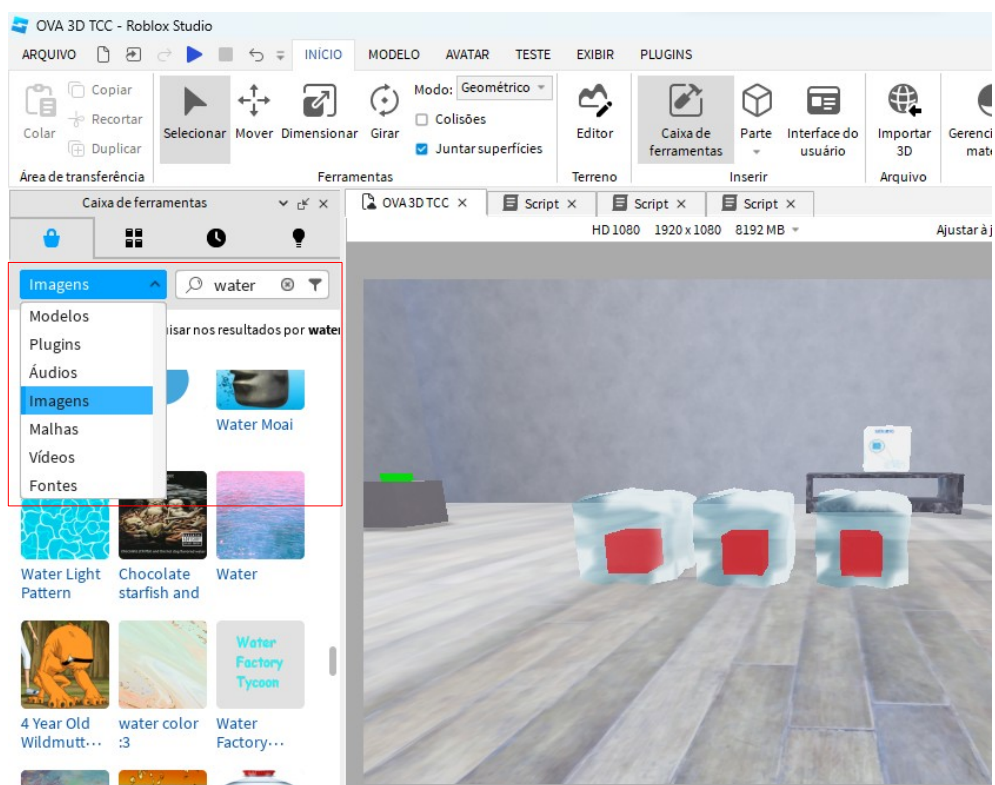 OVA 3D TCC - Roblox Studio
ARQUIVO INÍCIO MODELO AVATAR TESTE EXIBIR PLUGINS
Colar
Copiar
Recortar
Duplicar
Área de transferência
Selecionar Mover Dimensionar Girar
Modo: Geométrico
Colisões
Juntar superfícies
Ferramentas
Editor
Terreno
Caixa de ferramentas
Parte
Interface do usuário
Inserir
Importar 3D
Arquivo
Gerenci
mate
Caixa de ferramentas
OVA 3D TCC Script Script Script
HD 1080 1920 x 1080 8192 MB Ajustar à j
Imagens
water
isar nos resultados por water
Modelos
Plugins
Áudios
Imagens
Malhas
Vídeos
Fontes
Water Moai
Water Light
Pattern
Chocolate
starfish and
Water
Water
Factory
Tycoon
4 Year Old
Wildmutt···
water color
:3
Water
Factory···